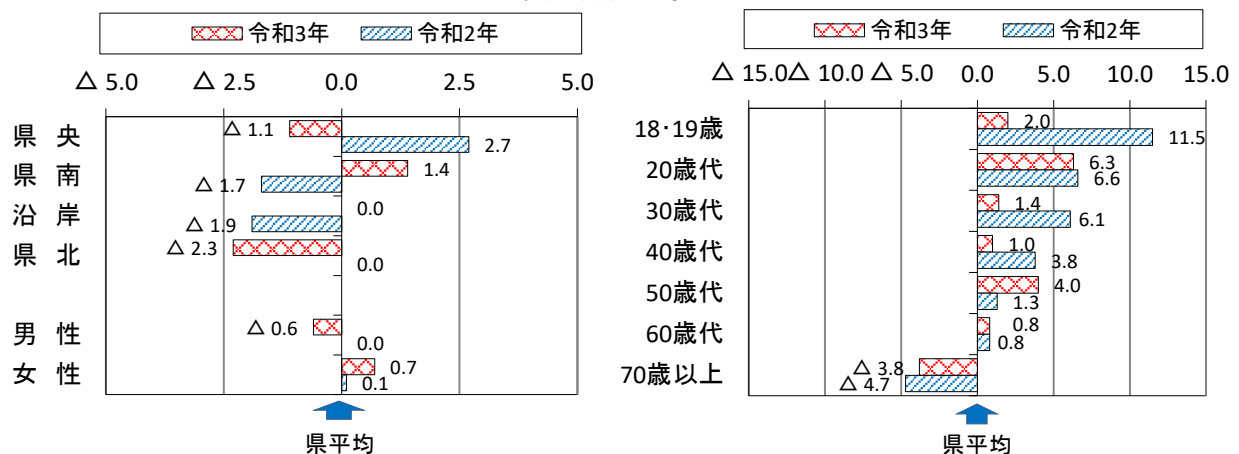 令和3年 令和2年
△ 5.0 △ 2.5 0.0 2.5 5.0
県 央 △ 1.1
2.7
県 南 1.4
△ 1.7
沿 岸 0.0
△ 1.9
県 北 △ 2.3
0.0
男 性 △ 0.6
0.0
女 性 0.7
0.1
県平均
令和3年 令和2年
△ 15.0 △ 10.0 △ 5.0 0.0 5.0 10.0 15.0
18・19歳 2.0
11.5
20歳代 6.3
6.6
30歳代 1.4
6.1
40歳代 1.0
3.8
50歳代 4.0
1.3
60歳代 0.8
0.8
70歳以上 △ 3.8
△ 4.7
県平均